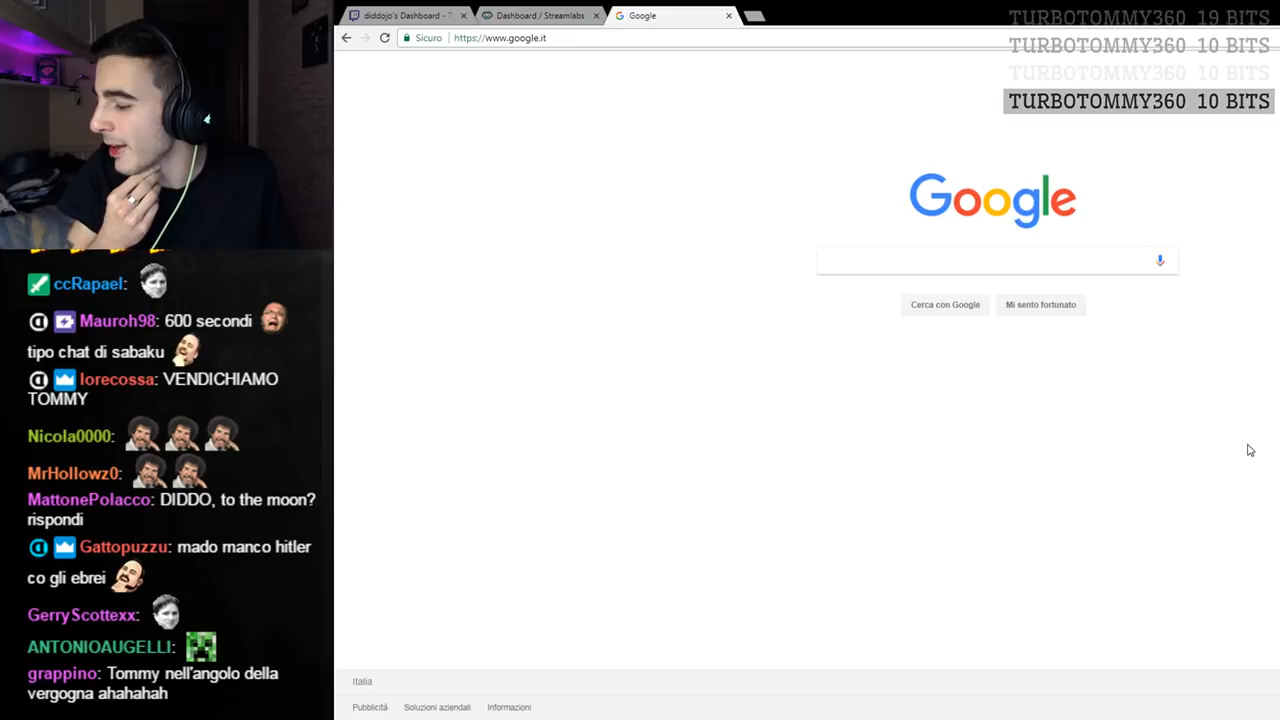 diddojo's Dashboard - T
Dashboard / Streamlabs
Google
Sicuro
https://www.google.it
TURBOTOMMY360 19 BITS
TURBOTOMMY360 10 BITS
TURBOTOMMY360 10 BITS
TURBOTOMMY360 10 BITS
Google
Cerca con Google
Mi sento fortunato
ccRapael:
Mauroh98: 600 secondi
tipo chat di sabaku
lorecossa: VENDICHIAMO
TOMMY
Nicola0000:
MrHollowz0:
MattonePolacco: DIDDO, to the moon?
rispondi
Gattopuzzu: mado manco hitler
co gli ebrei
GerryScottexx:
ANTONIOAUGELLI:
grappino: Tommy nell'angolo della
vergogna ahahahah
Italia
Pubblicità Soluzioni aziendali Informazioni